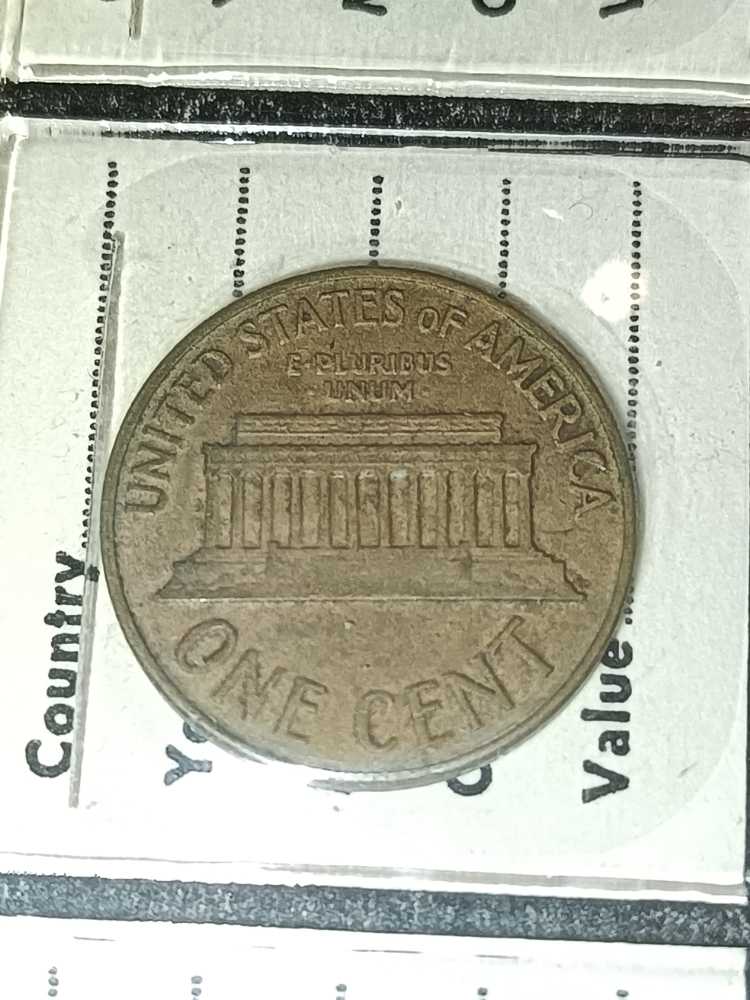 UNITED STATES OF AMERICA
E·PLURIBUS
·UNUM·
ONE CENT
Country
Value